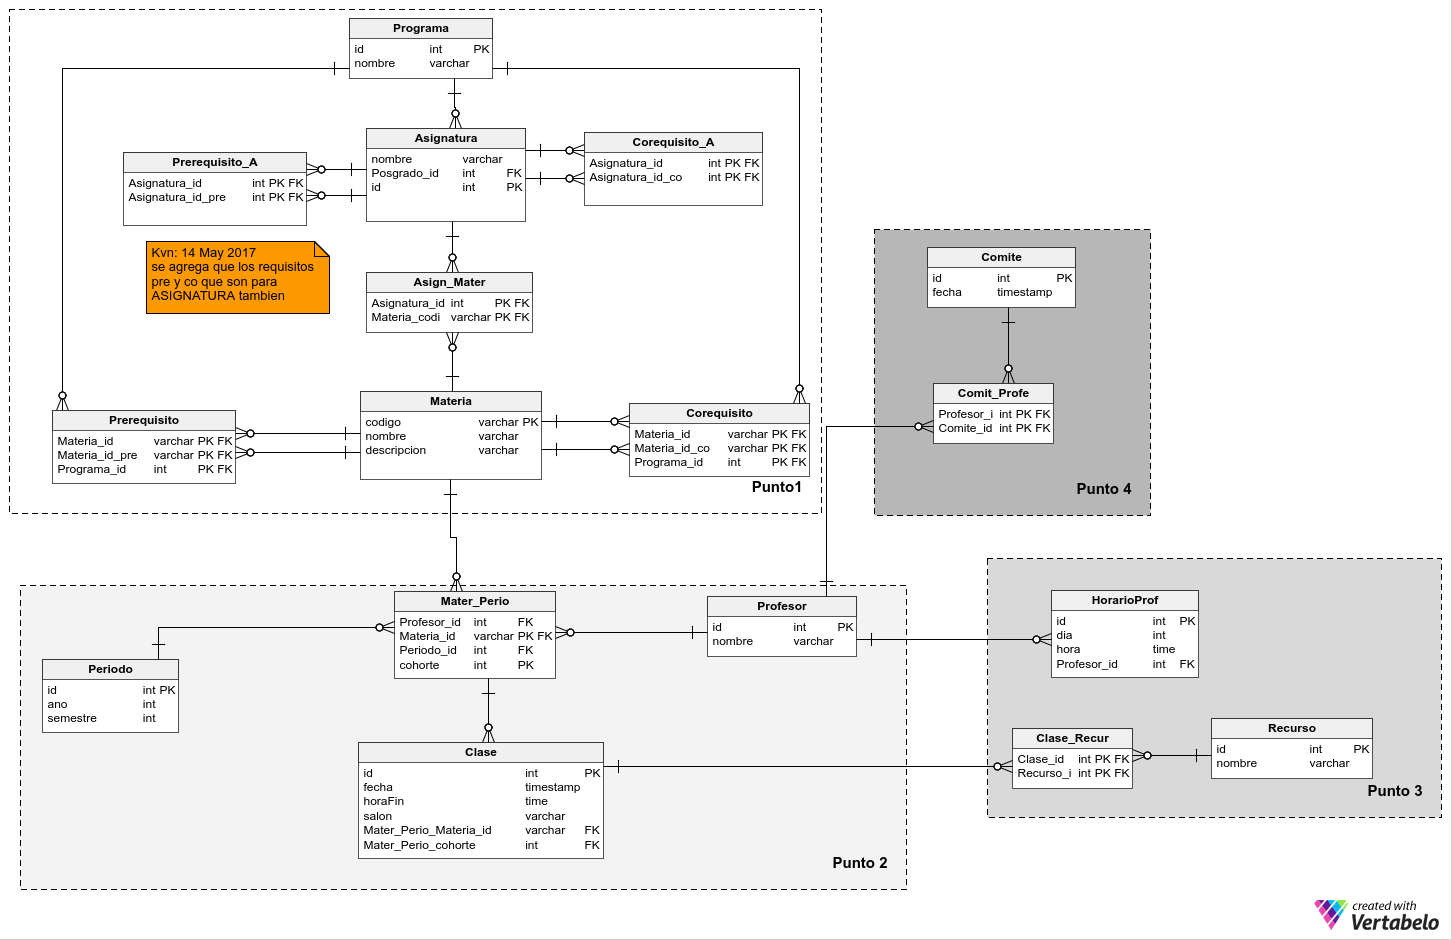 Programa
id int PK
nombre varchar
Asignatura
nombre varchar
Posgrado_id int FK
id int PK
Corequisito_A
Asignatura_id int PK FK
Asignatura_id_co int PK FK
Prerequisito_A
Asignatura_id int PK FK
Asignatura_id_pre int PK FK
Kvn: 14 May 2017
se agrega que los requisitos
pre y co que son para
ASIGNATURA tambien
Asign_Mater
Asignatura_id int PK FK
Materia_codi varchar PK FK
Materia
codigo varchar PK
nombre varchar
descripcion varchar
Prerequisito
Materia_id varchar PK FK
Materia_id_pre varchar PK FK
Programa_id int PK FK
Corequisito
Materia_id varchar PK FK
Materia_id_co varchar PK FK
Programa_id int PK FK
Punto1
Comite
id int PK
fecha timestamp
Comit_Profe
Profesor_i int PK FK
Comite_id int PK FK
Punto 4
Mater_Perio
Profesor_id int FK
Materia_id varchar PK FK
Periodo_id int FK
cohorte int PK
Profesor
id int PK
nombre varchar
Periodo
id int PK
ano int
semestre int
Clase
id int PK
fecha timestamp
horaFin time
salon varchar
Mater_Perio_Materia_id varchar FK
Mater_Perio_cohorte int FK
Punto 2
HorarioProf
id int PK
dia int
hora time
Profesor_id int FK
Clase_Recur
Clase_id int PK FK
Recurso_i int PK FK
Recurso
id int PK
nombre varchar
Punto 3
created with
Vertabelo